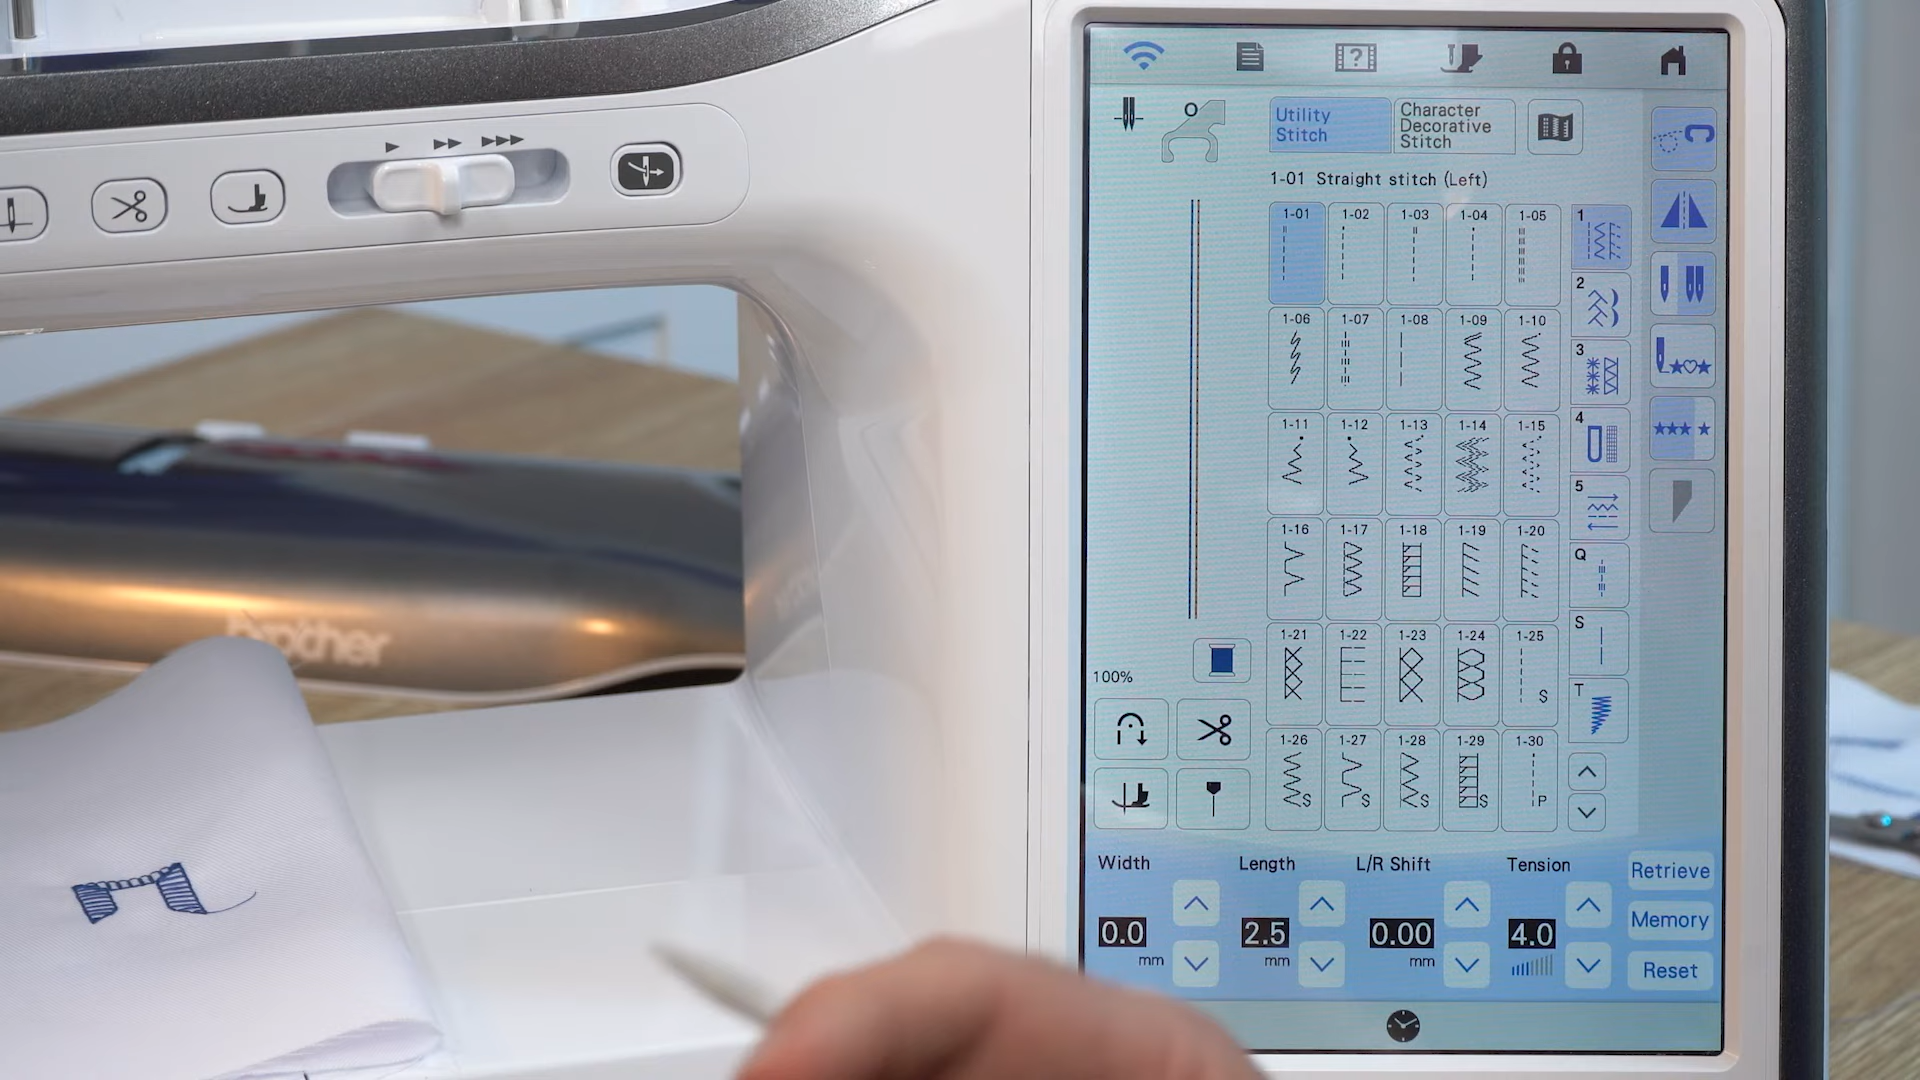 Utility
Stitch
Character
Decorative
Stitch
1-01 Straight stitch (Left)
1-01 1-02 1-03 1-04 1-05
1
1-06 1-07 1-08 1-09 1-10
2
3
1-11 1-12 1-13 1-14 1-15
4
5
1-16 1-17 1-18 1-19 1-20
Q
S
1-21 1-22 1-23 1-24 1-25
S
T
100%
1-26 1-27 1-28 1-29 1-30
S S S S P
Width Length L/R Shift Tension
Retrieve
0.0 2.5 0.00 4.0
mm mm mm
Memory
Reset
brother